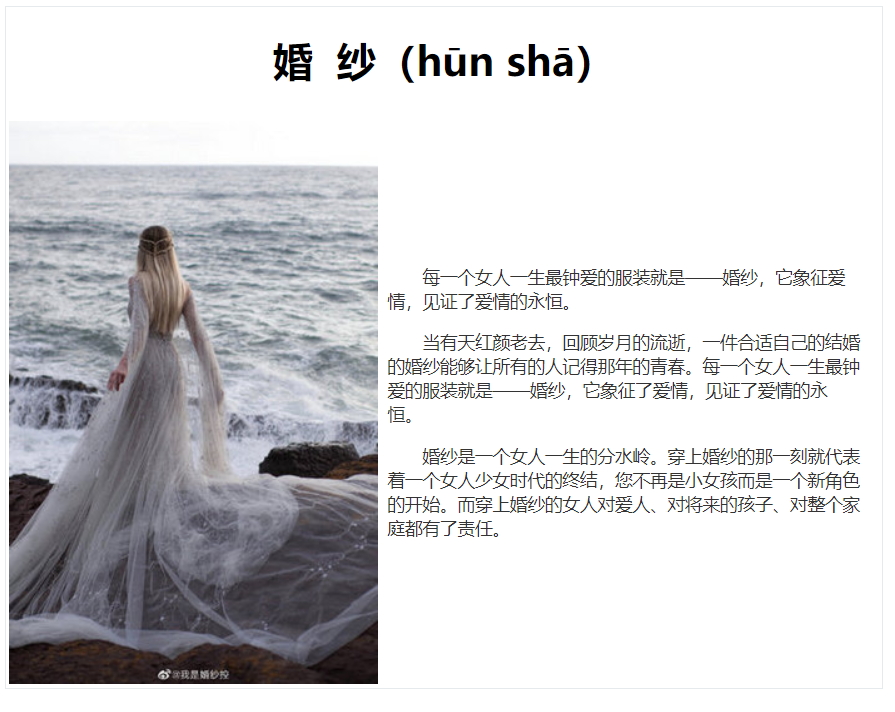 婚 纱（hūn shā）
每一个女人一生最钟爱的服装就是——婚纱，它象征爱
情，见证了爱情的永恒。
当有天红颜老去，回顾岁月的流逝，一件合适自己的结婚
的婚纱能够让所有的人记得那年的青春。每一个女人一生最钟
爱的服装就是——婚纱，它象征了爱情，见证了爱情的永
恒。
婚纱是一个女人一生的分水岭。穿上婚纱的那一刻就代表
着一个女人少女时代的终结，您不再是小女孩而是一个新角色
的开始。而穿上婚纱的女人对爱人、对将来的孩子、对整个家
庭都有了责任。
@我是婚纱控